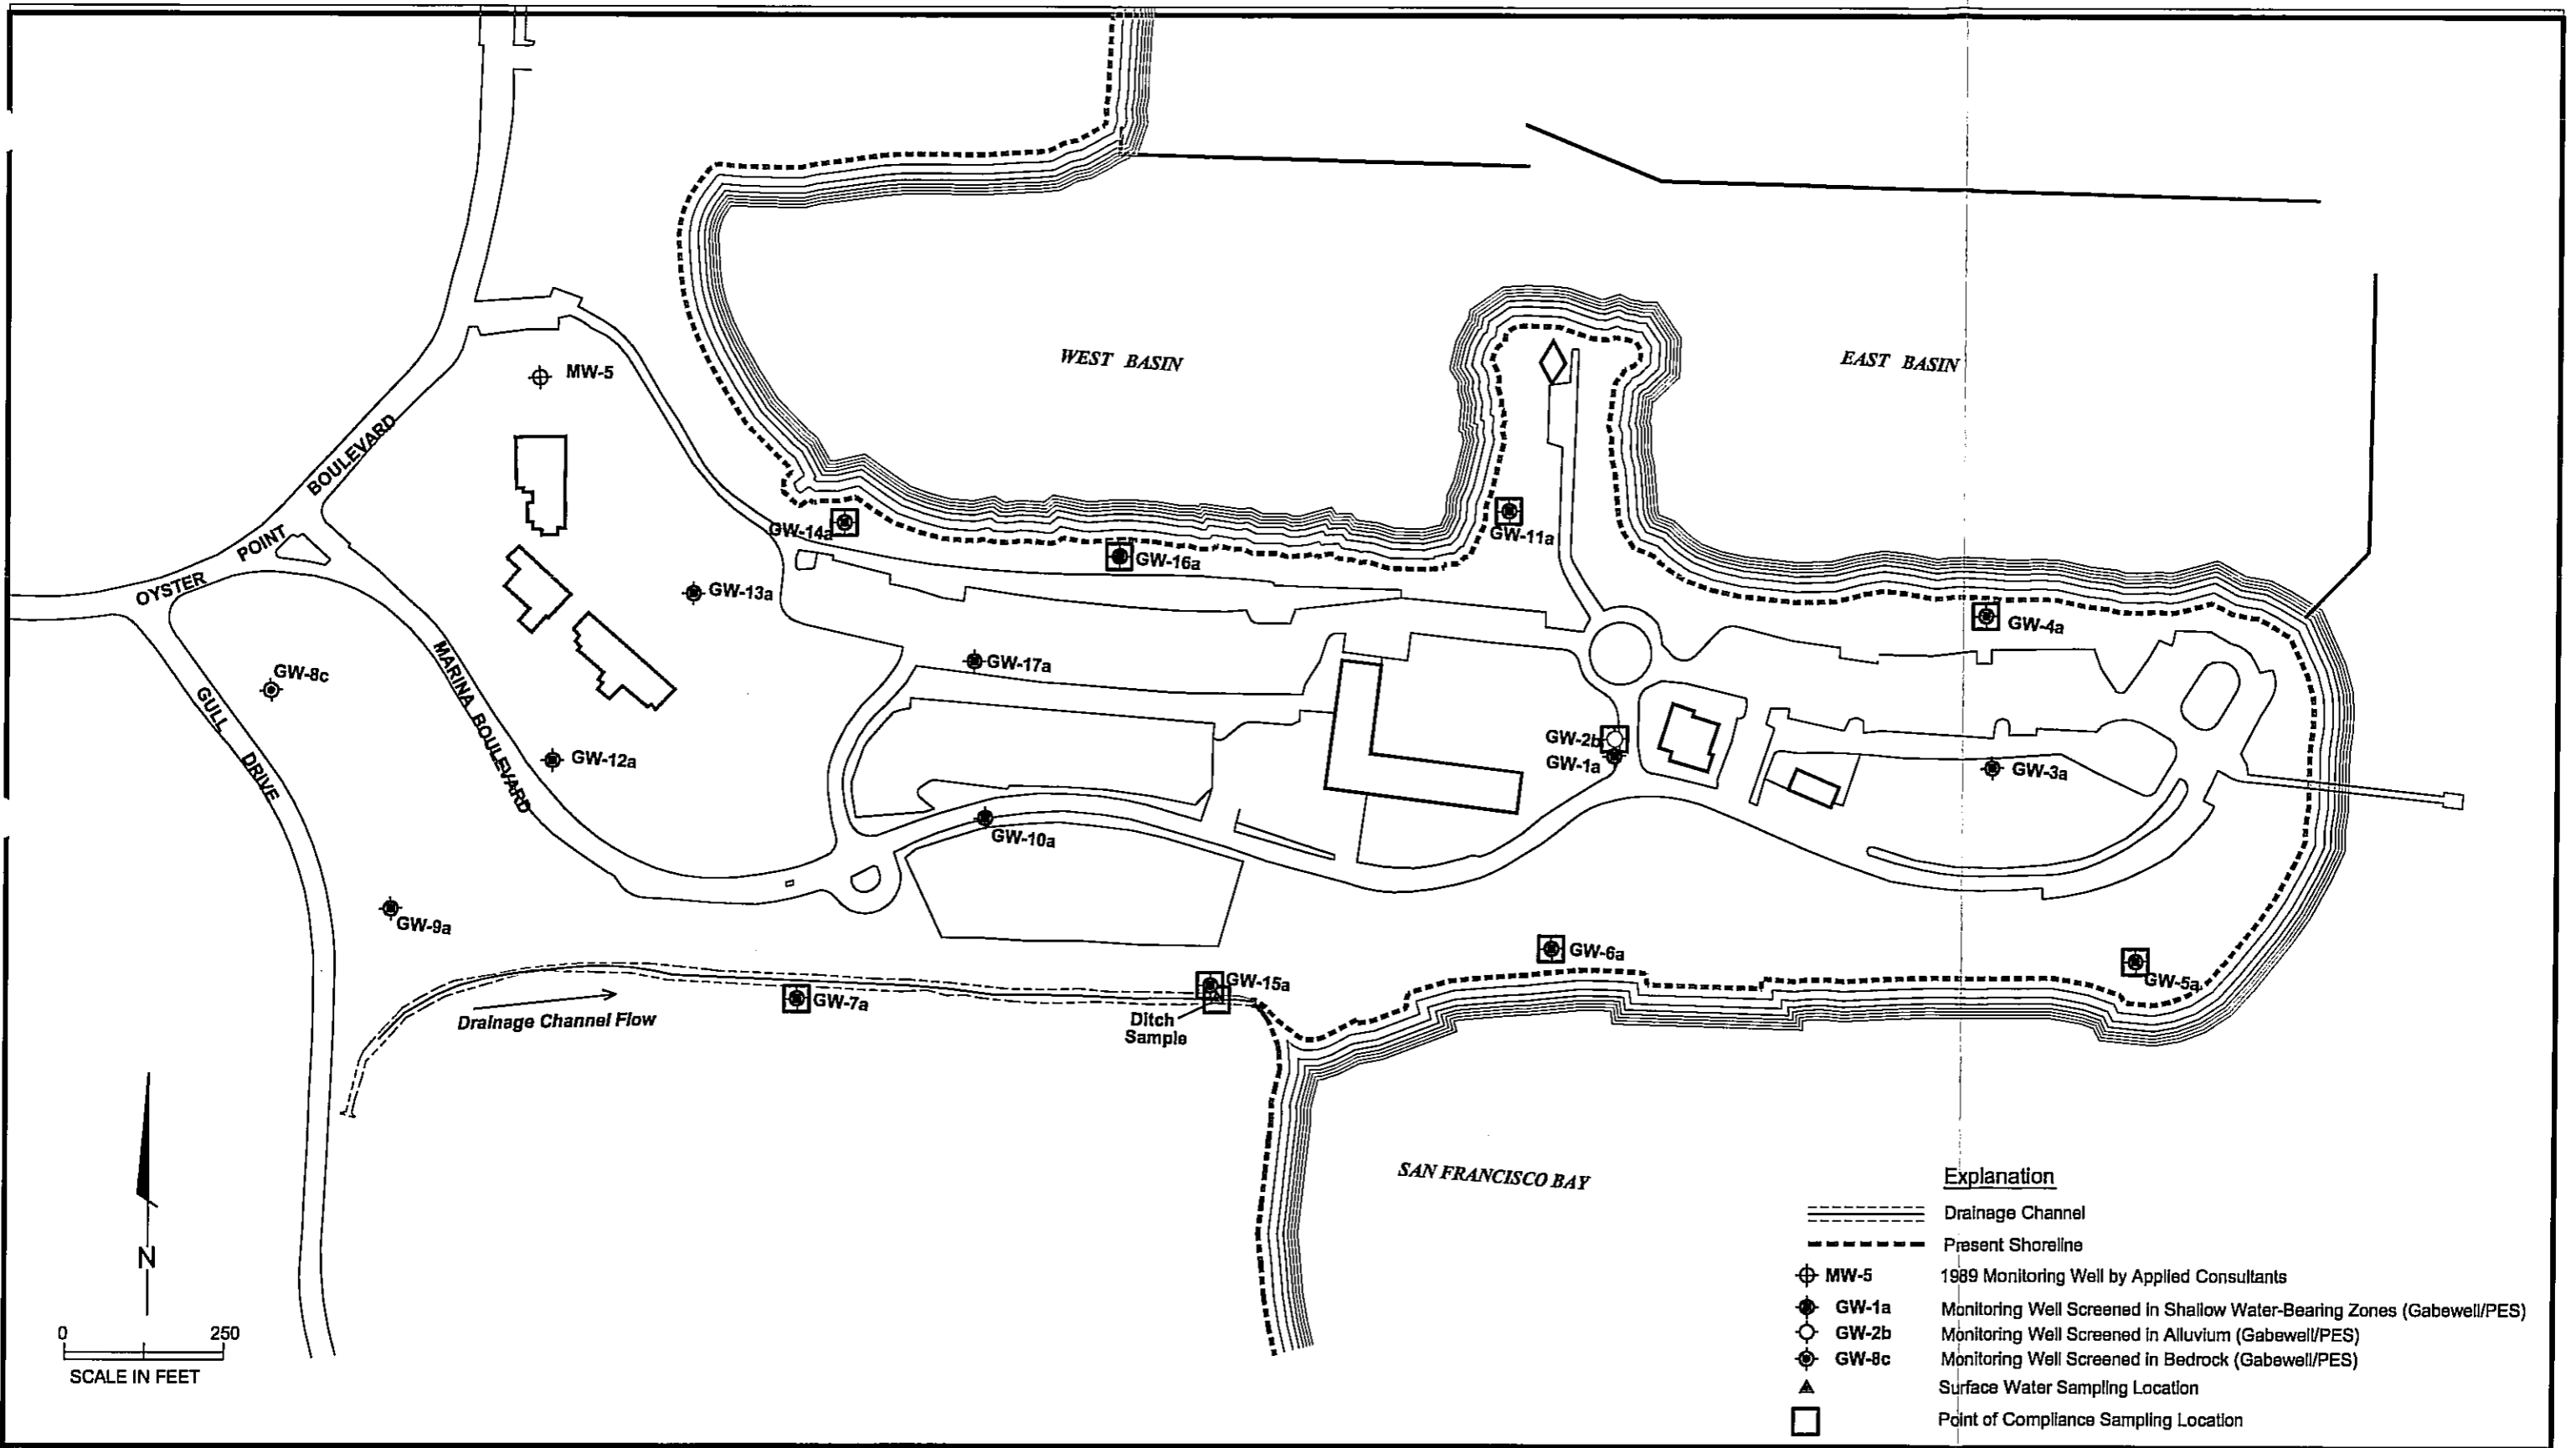 WEST BASIN
EAST BASIN
MW-5
OYSTER POINT BOULEVARD
GW-14a
GW-16a
GW-11a
GW-13a
GW-4a
GW-17a
GW-8c
GULL DRIVE
MARINA BOULEVARD
GW-12a
GW-2b
GW-1a
GW-3a
GW-10a
GW-9a
GW-6a
GW-5a
GW-15a
GW-7a
Drainage Channel Flow
Ditch
Sample
SAN FRANCISCO BAY
N
0 250
SCALE IN FEET
Explanation
Drainage Channel
Present Shoreline
MW-5 1989 Monitoring Well by Applied Consultants
GW-1a Monitoring Well Screened in Shallow Water-Bearing Zones (Gabewell/PES)
GW-2b Monitoring Well Screened in Alluvium (Gabewell/PES)
GW-8c Monitoring Well Screened in Bedrock (Gabewell/PES)
Surface Water Sampling Location
Point of Compliance Sampling Location